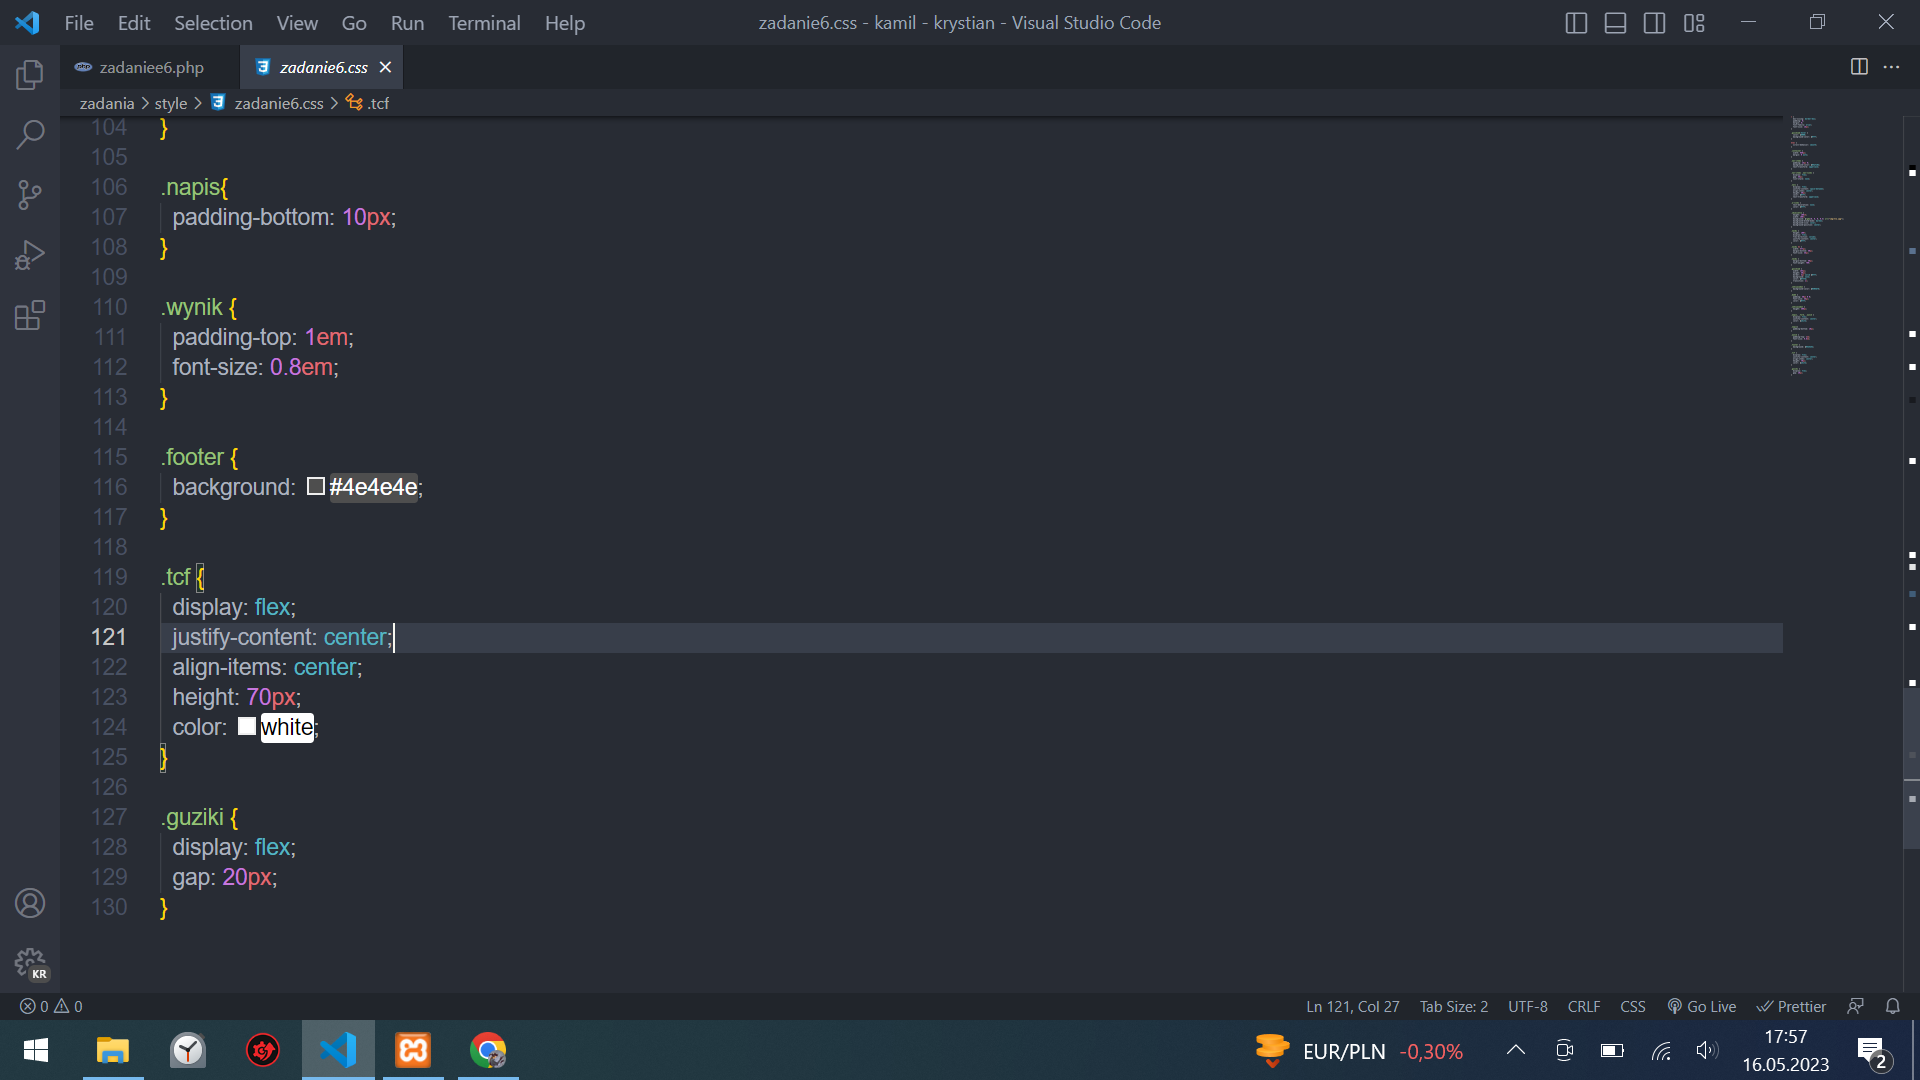 File Edit Selection View Go Run Terminal Help
zadanie6.css - kamil - krystian - Visual Studio Code
zadaniee6.php
zadanie6.css
zadania > style > zadanie6.css > .tcf
104 }
105
106 .napis{
107 padding-bottom: 10px;
108 }
109
110 .wynik {
111 padding-top: 1em;
112 font-size: 0.8em;
113 }
114
115 .footer {
116 background: #4e4e4e;
117 }
118
119 .tcf {
120 display: flex;
121 justify-content: center;
122 align-items: center;
123 height: 70px;
124 color: white;
125 }
126
127 .guziki {
128 display: flex;
129 gap: 20px;
130 }
KR
0 0
Ln 121, Col 27 Tab Size: 2 UTF-8 CRLF CSS Go Live Prettier
EUR/PLN -0,30%
17:57
16.05.2023
2